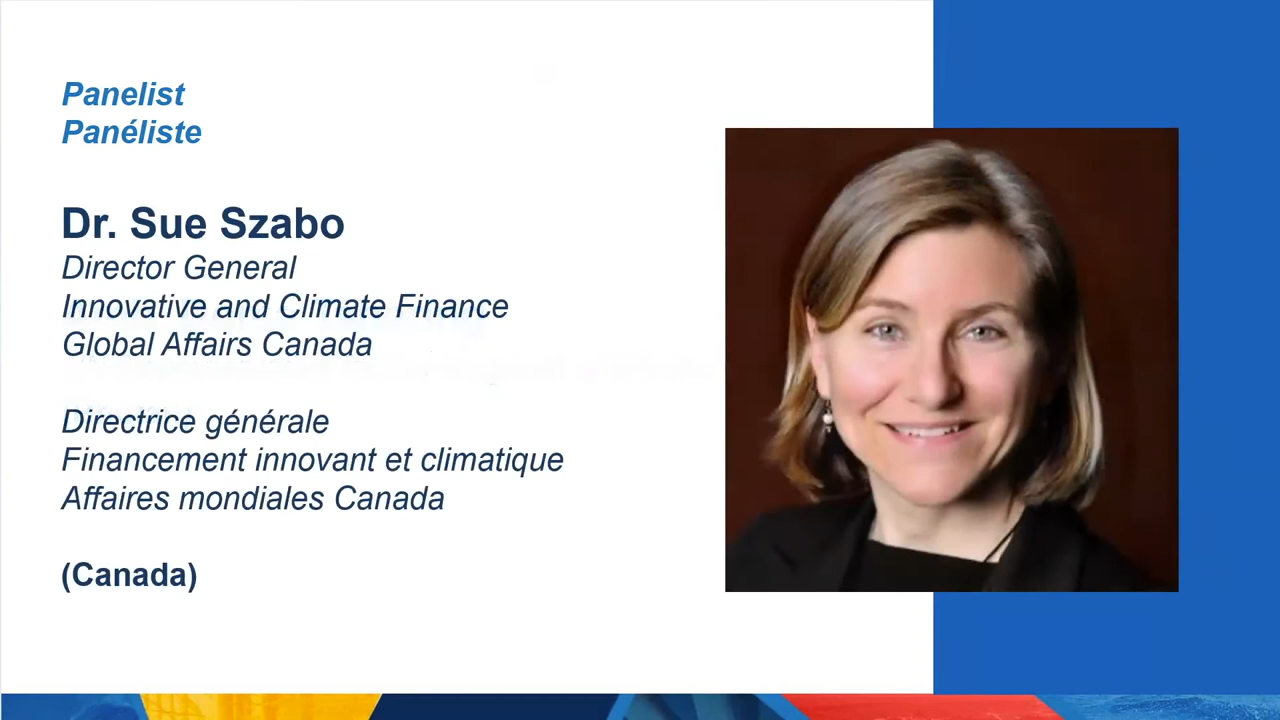 Panelist
Panéliste
Dr. Sue Szabo
Director General
Innovative and Climate Finance
Global Affairs Canada
Directrice générale
Financement innovant et climatique
Affaires mondiales Canada
(Canada)